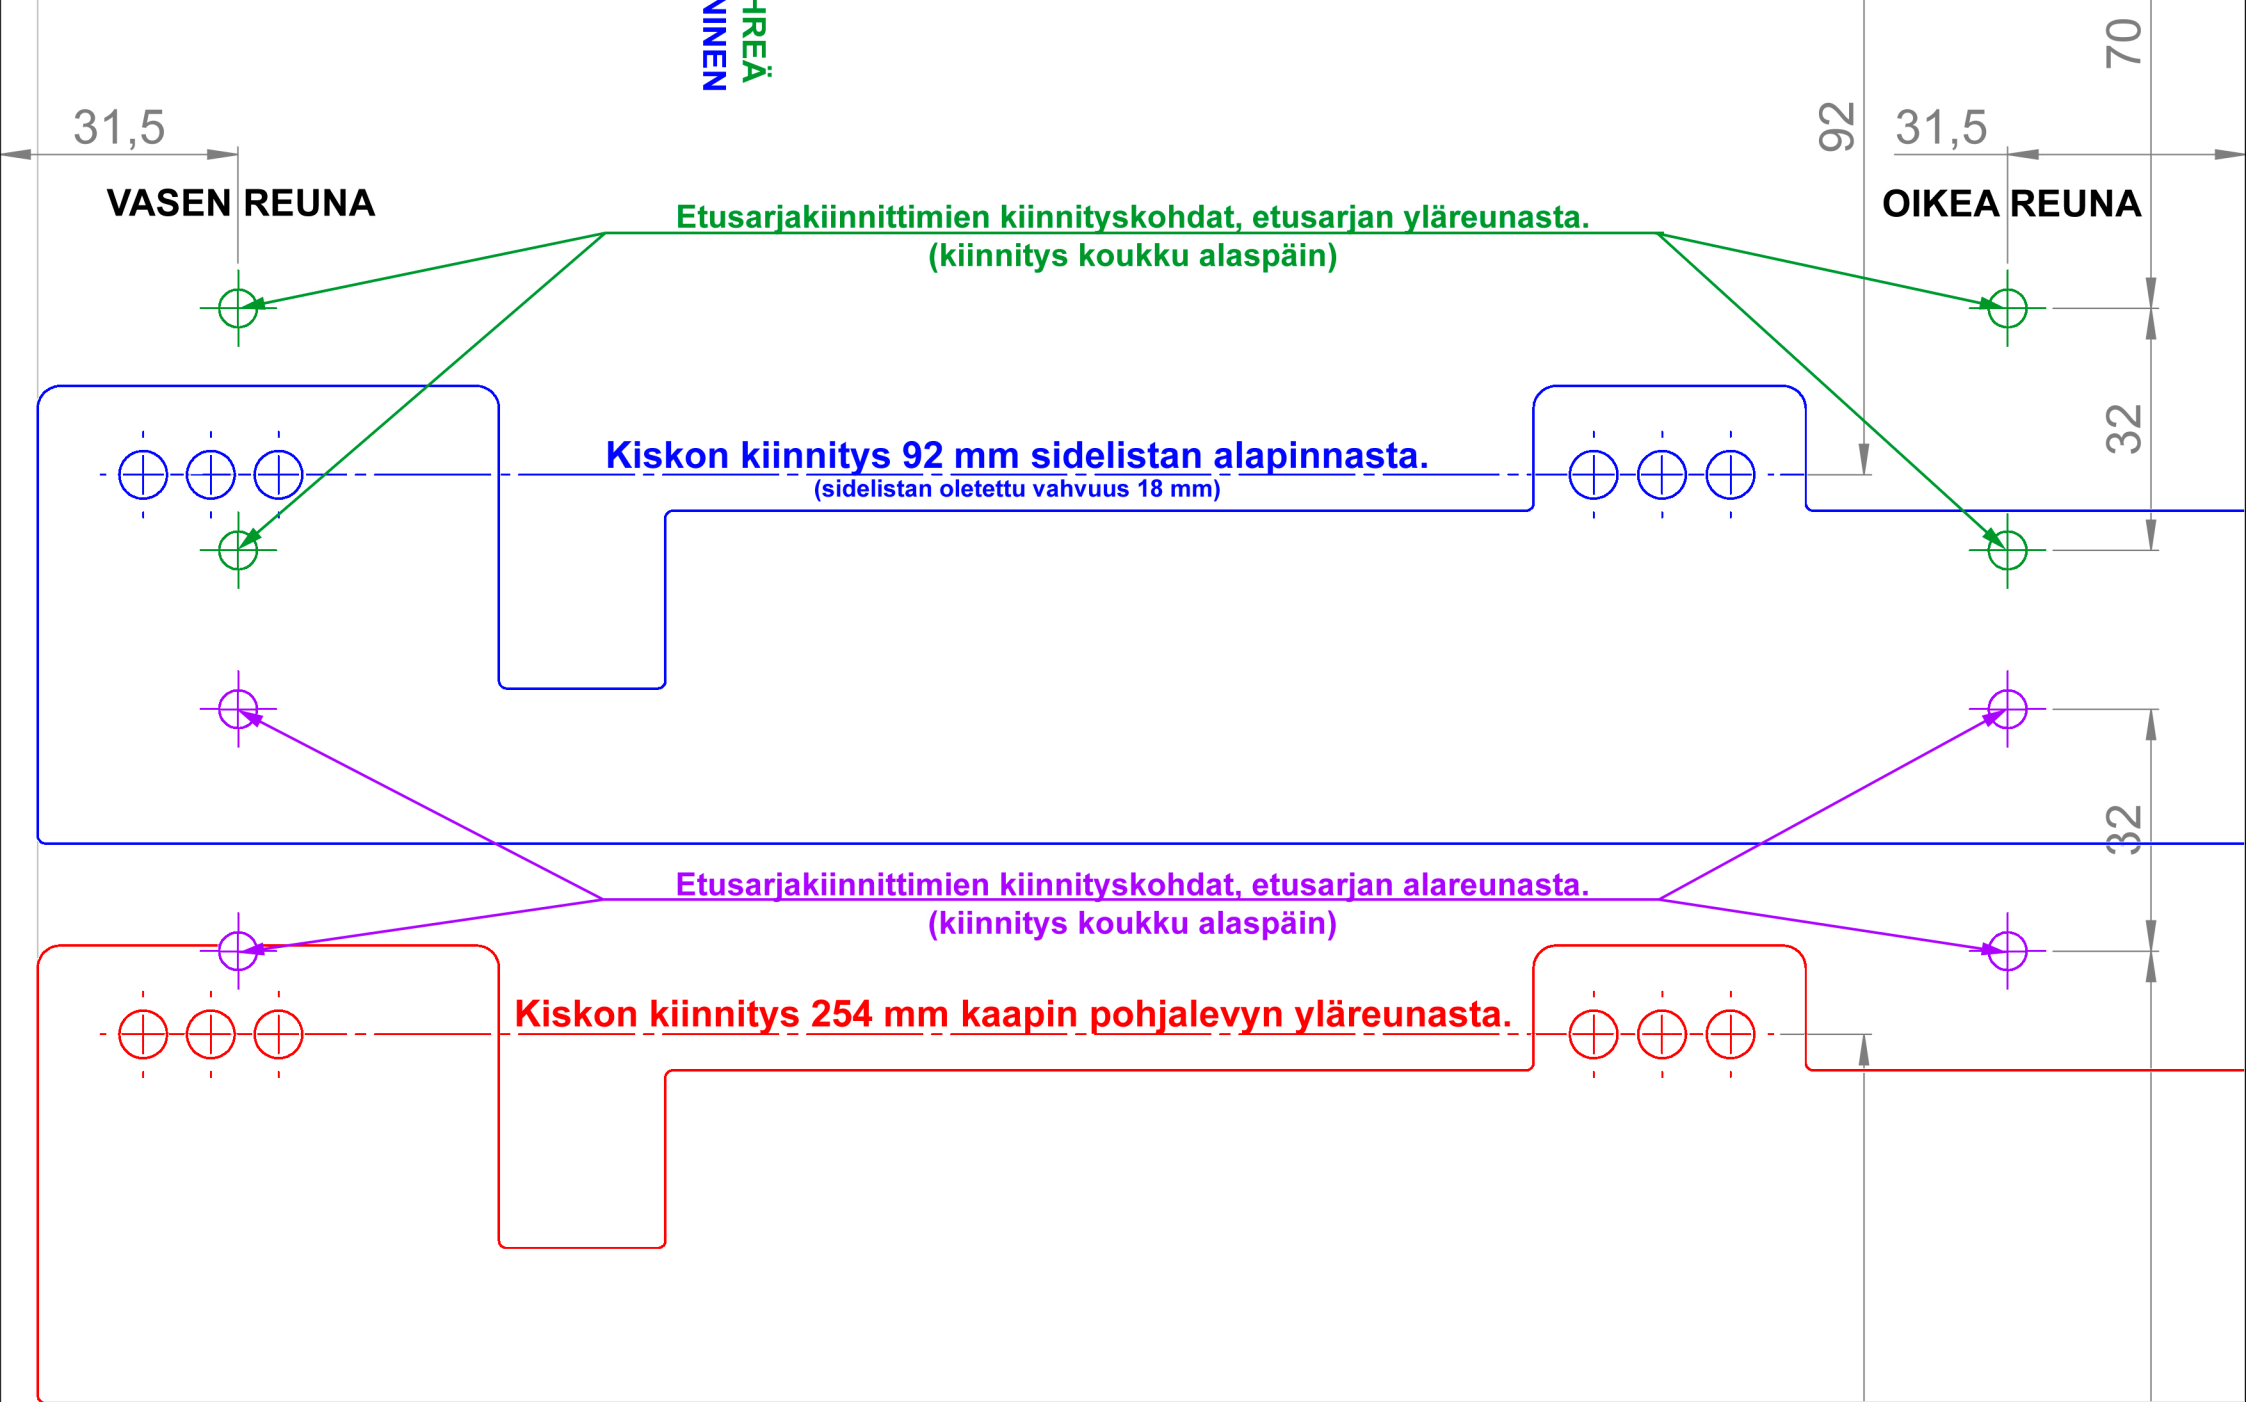 HREÄ
NINEN
70
31,5
92
31,5
VASEN REUNA
OIKEA REUNA
Etusarjakiinnittimien kiinnityskohdat, etusarjan yläreunasta.
(kiinnitys koukku alaspäin)
32
Kiskon kiinnitys 92 mm sidelistan alapinnasta.
(sidelistan oletettu vahvuus 18 mm)
32
Etusarjakiinnittimien kiinnityskohdat, etusarjan alareunasta.
(kiinnitys koukku alaspäin)
Kiskon kiinnitys 254 mm kaapin pohjalevyn yläreunasta.